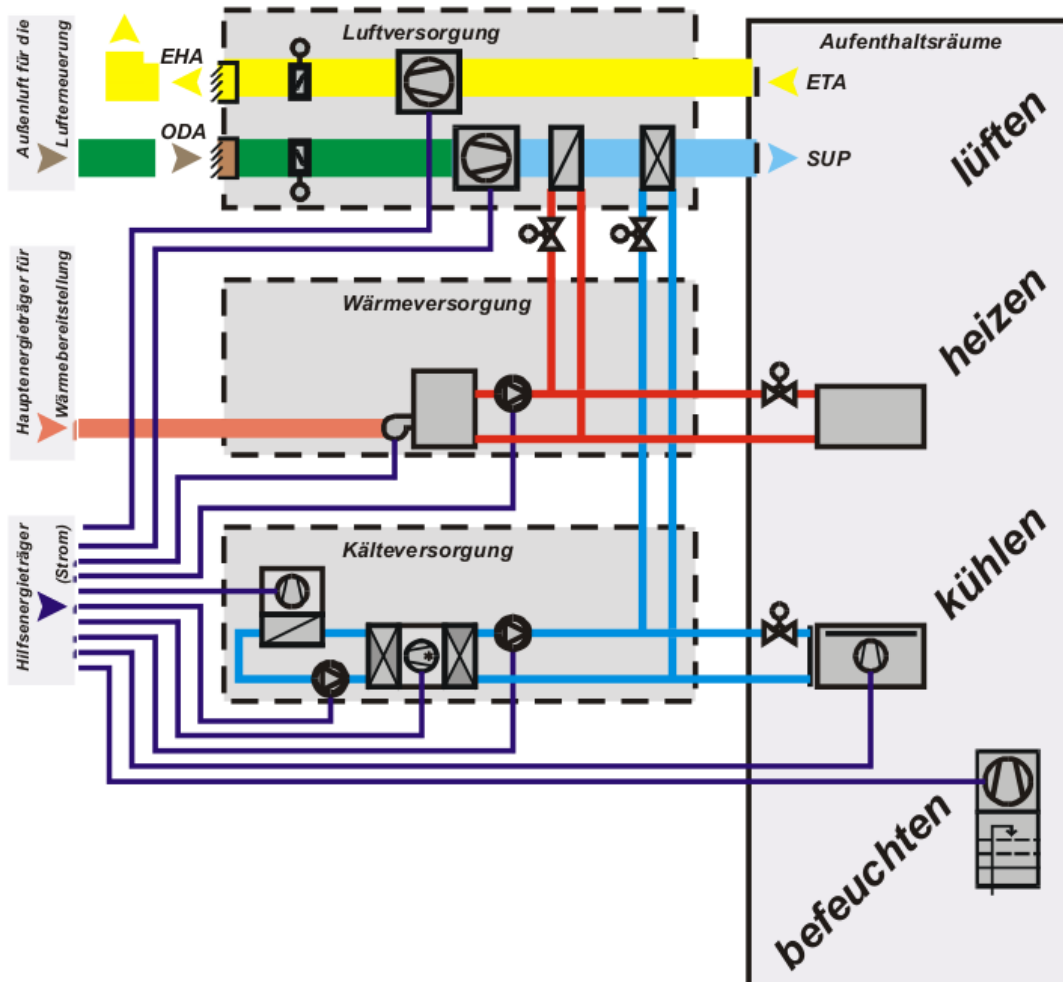 Luftversorgung
Aufenthaltsräume
EHA
ETA
Außenluft für die
Lufterneuerung
ODA
SUP
lüften
Hauptenergieträger für
Wärmebereitstellung
Wärmeversorgung
heizen
Hilfsenergieträger
(Strom)
Kälteversorgung
kühlen
*
befeuchten